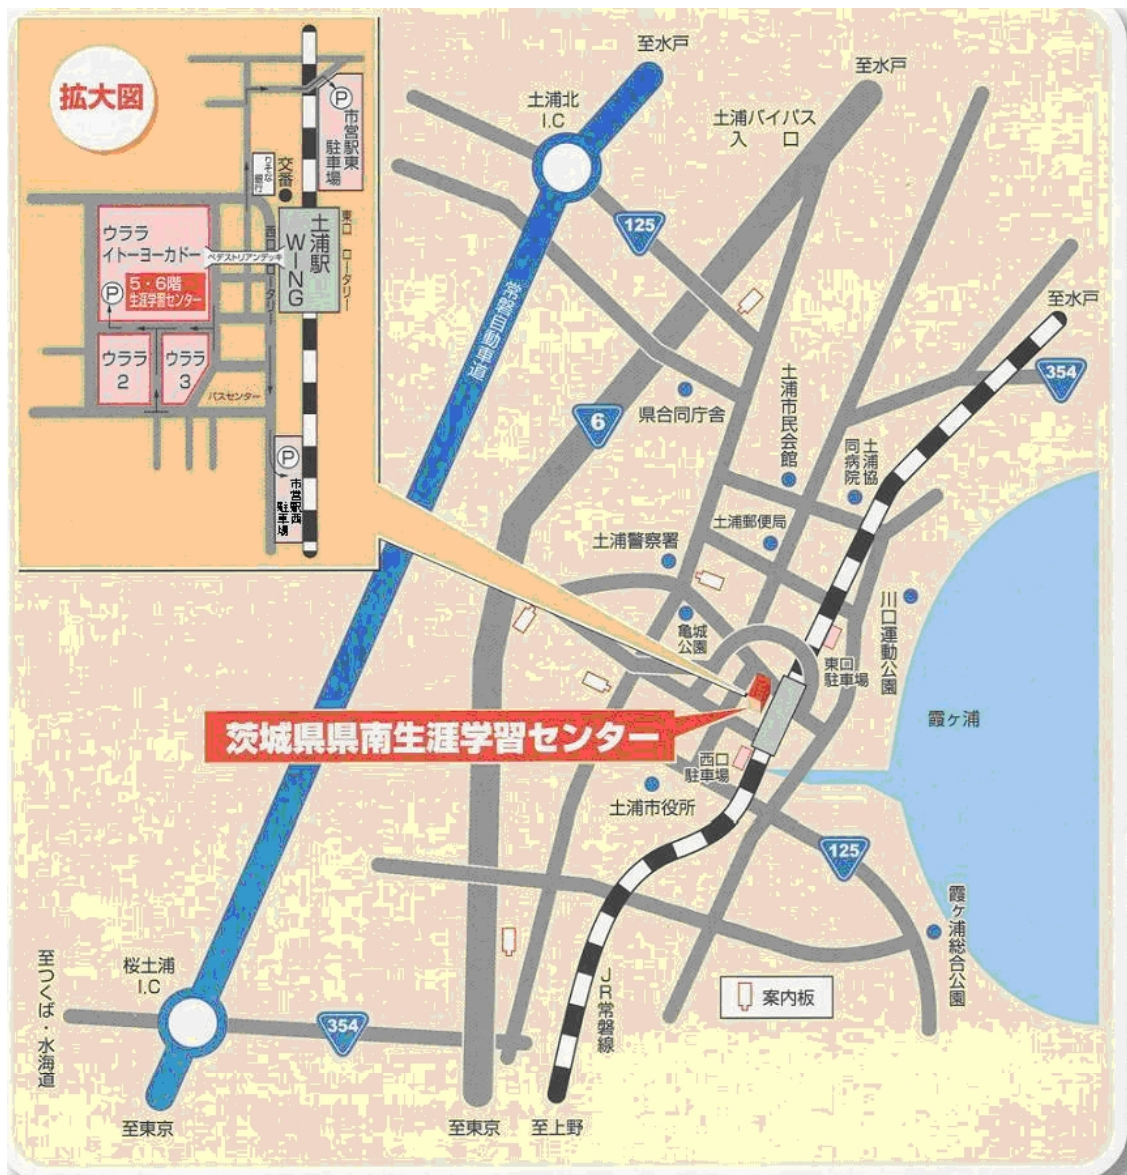 拡大図
P
市営駅東
駐車場
交番
りそな
銀行
東口 ロータリー
土浦駅
WING
西口 ロータリー
ペデストリアンデッキ
ウララ
イトーヨーカドー
5・6階
生涯学習センター
P
ウララ
2
ウララ
3
バスセンター
P
市営駅西
駐車場
至水戸
至水戸
土浦北
I.C
土浦バイパス
入口
125
常磐自動車道
至水戸
354
6
県合同庁舎
土浦市民会館
土浦協
同病院
土浦郵便局
土浦警察署
亀城
公園
川口運動公園
東口
駐車場
霞ヶ浦
茨城県県南生涯学習センター
西口
駐車場
土浦市役所
125
霞ヶ浦総合公園
至つくば・水海道
桜土浦
I.C
354
JR常磐線
案内板
至東京
至東京
至上野